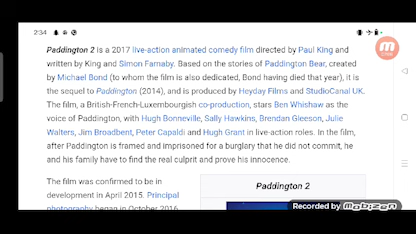 2:34
Paddington 2 is a 2017 live-action animated comedy film directed by Paul King and
written by King and Simon Farnaby. Based on the stories of Paddington Bear, created
by Michael Bond (to whom the film is also dedicated, Bond having died that year), it is
the sequel to Paddington (2014), and is produced by Heyday Films and StudioCanal UK.
The film, a British-French-Luxembourgish co-production, stars Ben Whishaw as the
voice of Paddington, with Hugh Bonneville, Sally Hawkins, Brendan Gleeson, Julie
Walters, Jim Broadbent, Peter Capaldi and Hugh Grant in live-action roles. In the film,
after Paddington is framed and imprisoned for a burglary that he did not commit, he
and his family have to find the real culprit and prove his innocence.
The film was confirmed to be in
development in April 2015. Principal
photography began in October 2016
Paddington 2
Recorded by Mobizen